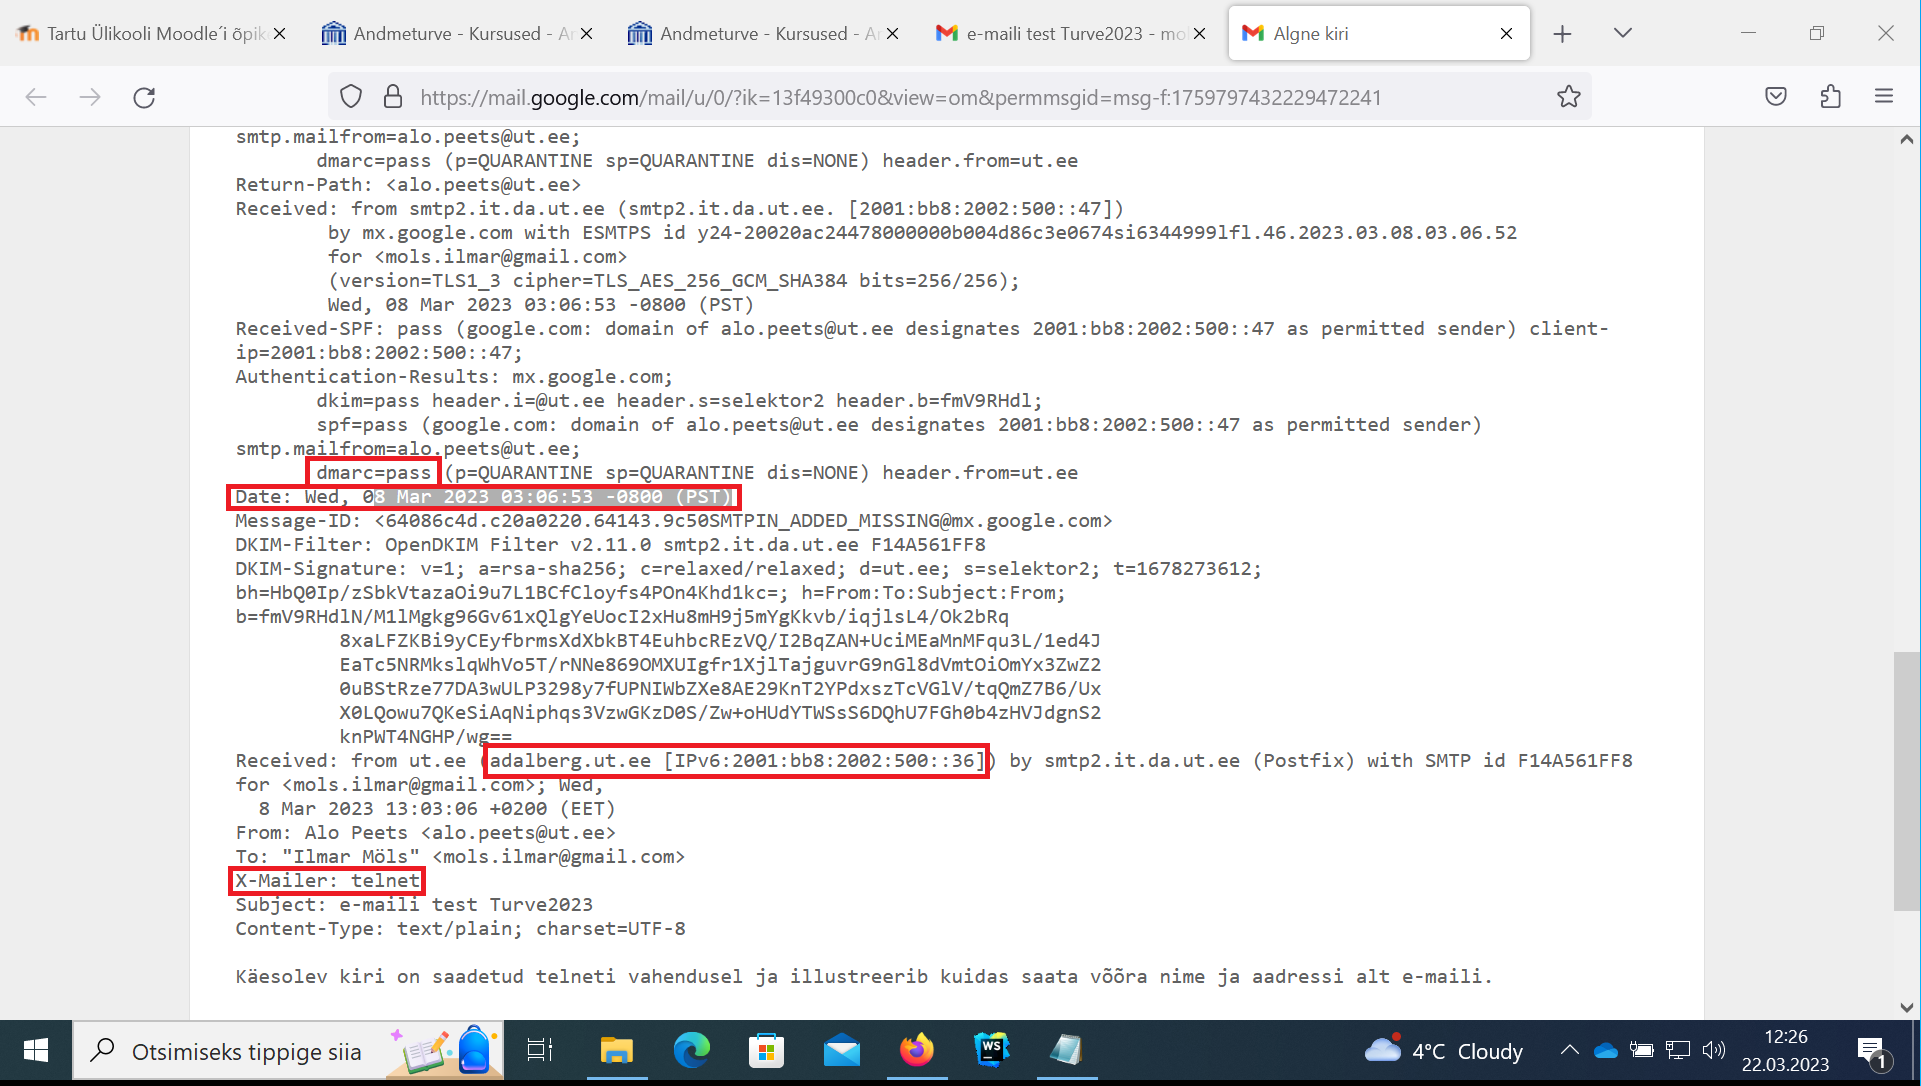 Tartu Ülikooli Moodle´i õpik
Andmeturve - Kursused - Ar
Andmeturve - Kursused - Ar
e-maili test Turve2023 - mo
Algne kiri
https://mail.google.com/mail/u/0/?ik=13f49300c0&view=om&permmsgid=msg-f:1759797432229472241
smtp.mailfrom=alo.peets@ut.ee;
dmarc=pass (p=QUARANTINE sp=QUARANTINE dis=NONE) header.from=ut.ee
Return-Path: <alo.peets@ut.ee>
Received: from smtp2.it.da.ut.ee (smtp2.it.da.ut.ee. [2001:bb8:2002:500::47])
by mx.google.com with ESMTPS id y24-20020ac24478000000b004d86c3e0674si6344999lfl.46.2023.03.08.03.06.52
for <mols.ilmar@gmail.com>
(version=TLS1_3 cipher=TLS_AES_256_GCM_SHA384 bits=256/256);
Wed, 08 Mar 2023 03:06:53 -0800 (PST)
Received-SPF: pass (google.com: domain of alo.peets@ut.ee designates 2001:bb8:2002:500::47 as permitted sender) client-
ip=2001:bb8:2002:500::47;
Authentication-Results: mx.google.com;
dkim=pass header.i=@ut.ee header.s=selektor2 header.b=fmV9RHdl;
spf=pass (google.com: domain of alo.peets@ut.ee designates 2001:bb8:2002:500::47 as permitted sender)
smtp.mailfrom=alo.peets@ut.ee;
dmarc=pass (p=QUARANTINE sp=QUARANTINE dis=NONE) header.from=ut.ee
Date: Wed, 08 Mar 2023 03:06:53 -0800 (PST)
Message-ID: <64086c4d.c20a0220.64143.9c50SMTPIN_ADDED_MISSING@mx.google.com>
DKIM-Filter: OpenDKIM Filter v2.11.0 smtp2.it.da.ut.ee F14A561FF8
DKIM-Signature: v=1; a=rsa-sha256; c=relaxed/relaxed; d=ut.ee; s=selektor2; t=1678273612;
bh=HbQ0Ip/zSbkVtazaOi9u7L1BCfCloyfs4POn4Khd1kc=; h=From:To:Subject:From;
b=fmV9RHdlN/M1lMgkg96Gv61xQlgYeUocI2xHu8mH9j5mYgKkvb/iqjlsL4/Ok2bRq
8xaLFZKBi9yCEyfbrmsXdXbkBT4EuhbcREzVQ/I2BqZAN+UciMEaMnMFqu3L/1ed4J
EaTc5NRMkslqWhVo5T/rNNe869OMXUIgfr1XjlTajguvrG9nGl8dVmtOiOmYx3ZwZ2
0uBStRze77DA3wULP3298y7fUPNIWbZXe8AE29KnT2YPdxszTcVGlV/tqQmZ7B6/Ux
X0LQowu7QKeSiAqNiphqs3VzwGKzD0S/Zw+oHUdYTWSsS6DQhU7FGh0b4zHVJdgnS2
knPWT4NGHP/wg==
Received: from ut.ee (adalberg.ut.ee [IPv6:2001:bb8:2002:500::36]) by smtp2.it.da.ut.ee (Postfix) with SMTP id F14A561FF8
for <mols.ilmar@gmail.com>; Wed,
8 Mar 2023 13:03:06 +0200 (EET)
From: Alo Peets <alo.peets@ut.ee>
To: "Ilmar Möls" <mols.ilmar@gmail.com>
X-Mailer: telnet
Subject: e-maili test Turve2023
Content-Type: text/plain; charset=UTF-8
Käesolev kiri on saadetud telneti vahendusel ja illustreerib kuidas saata võõra nime ja aadressi alt e-maili.
Otsimiseks tippige siia
WS
4°C Cloudy
12:26
22.03.2023
1